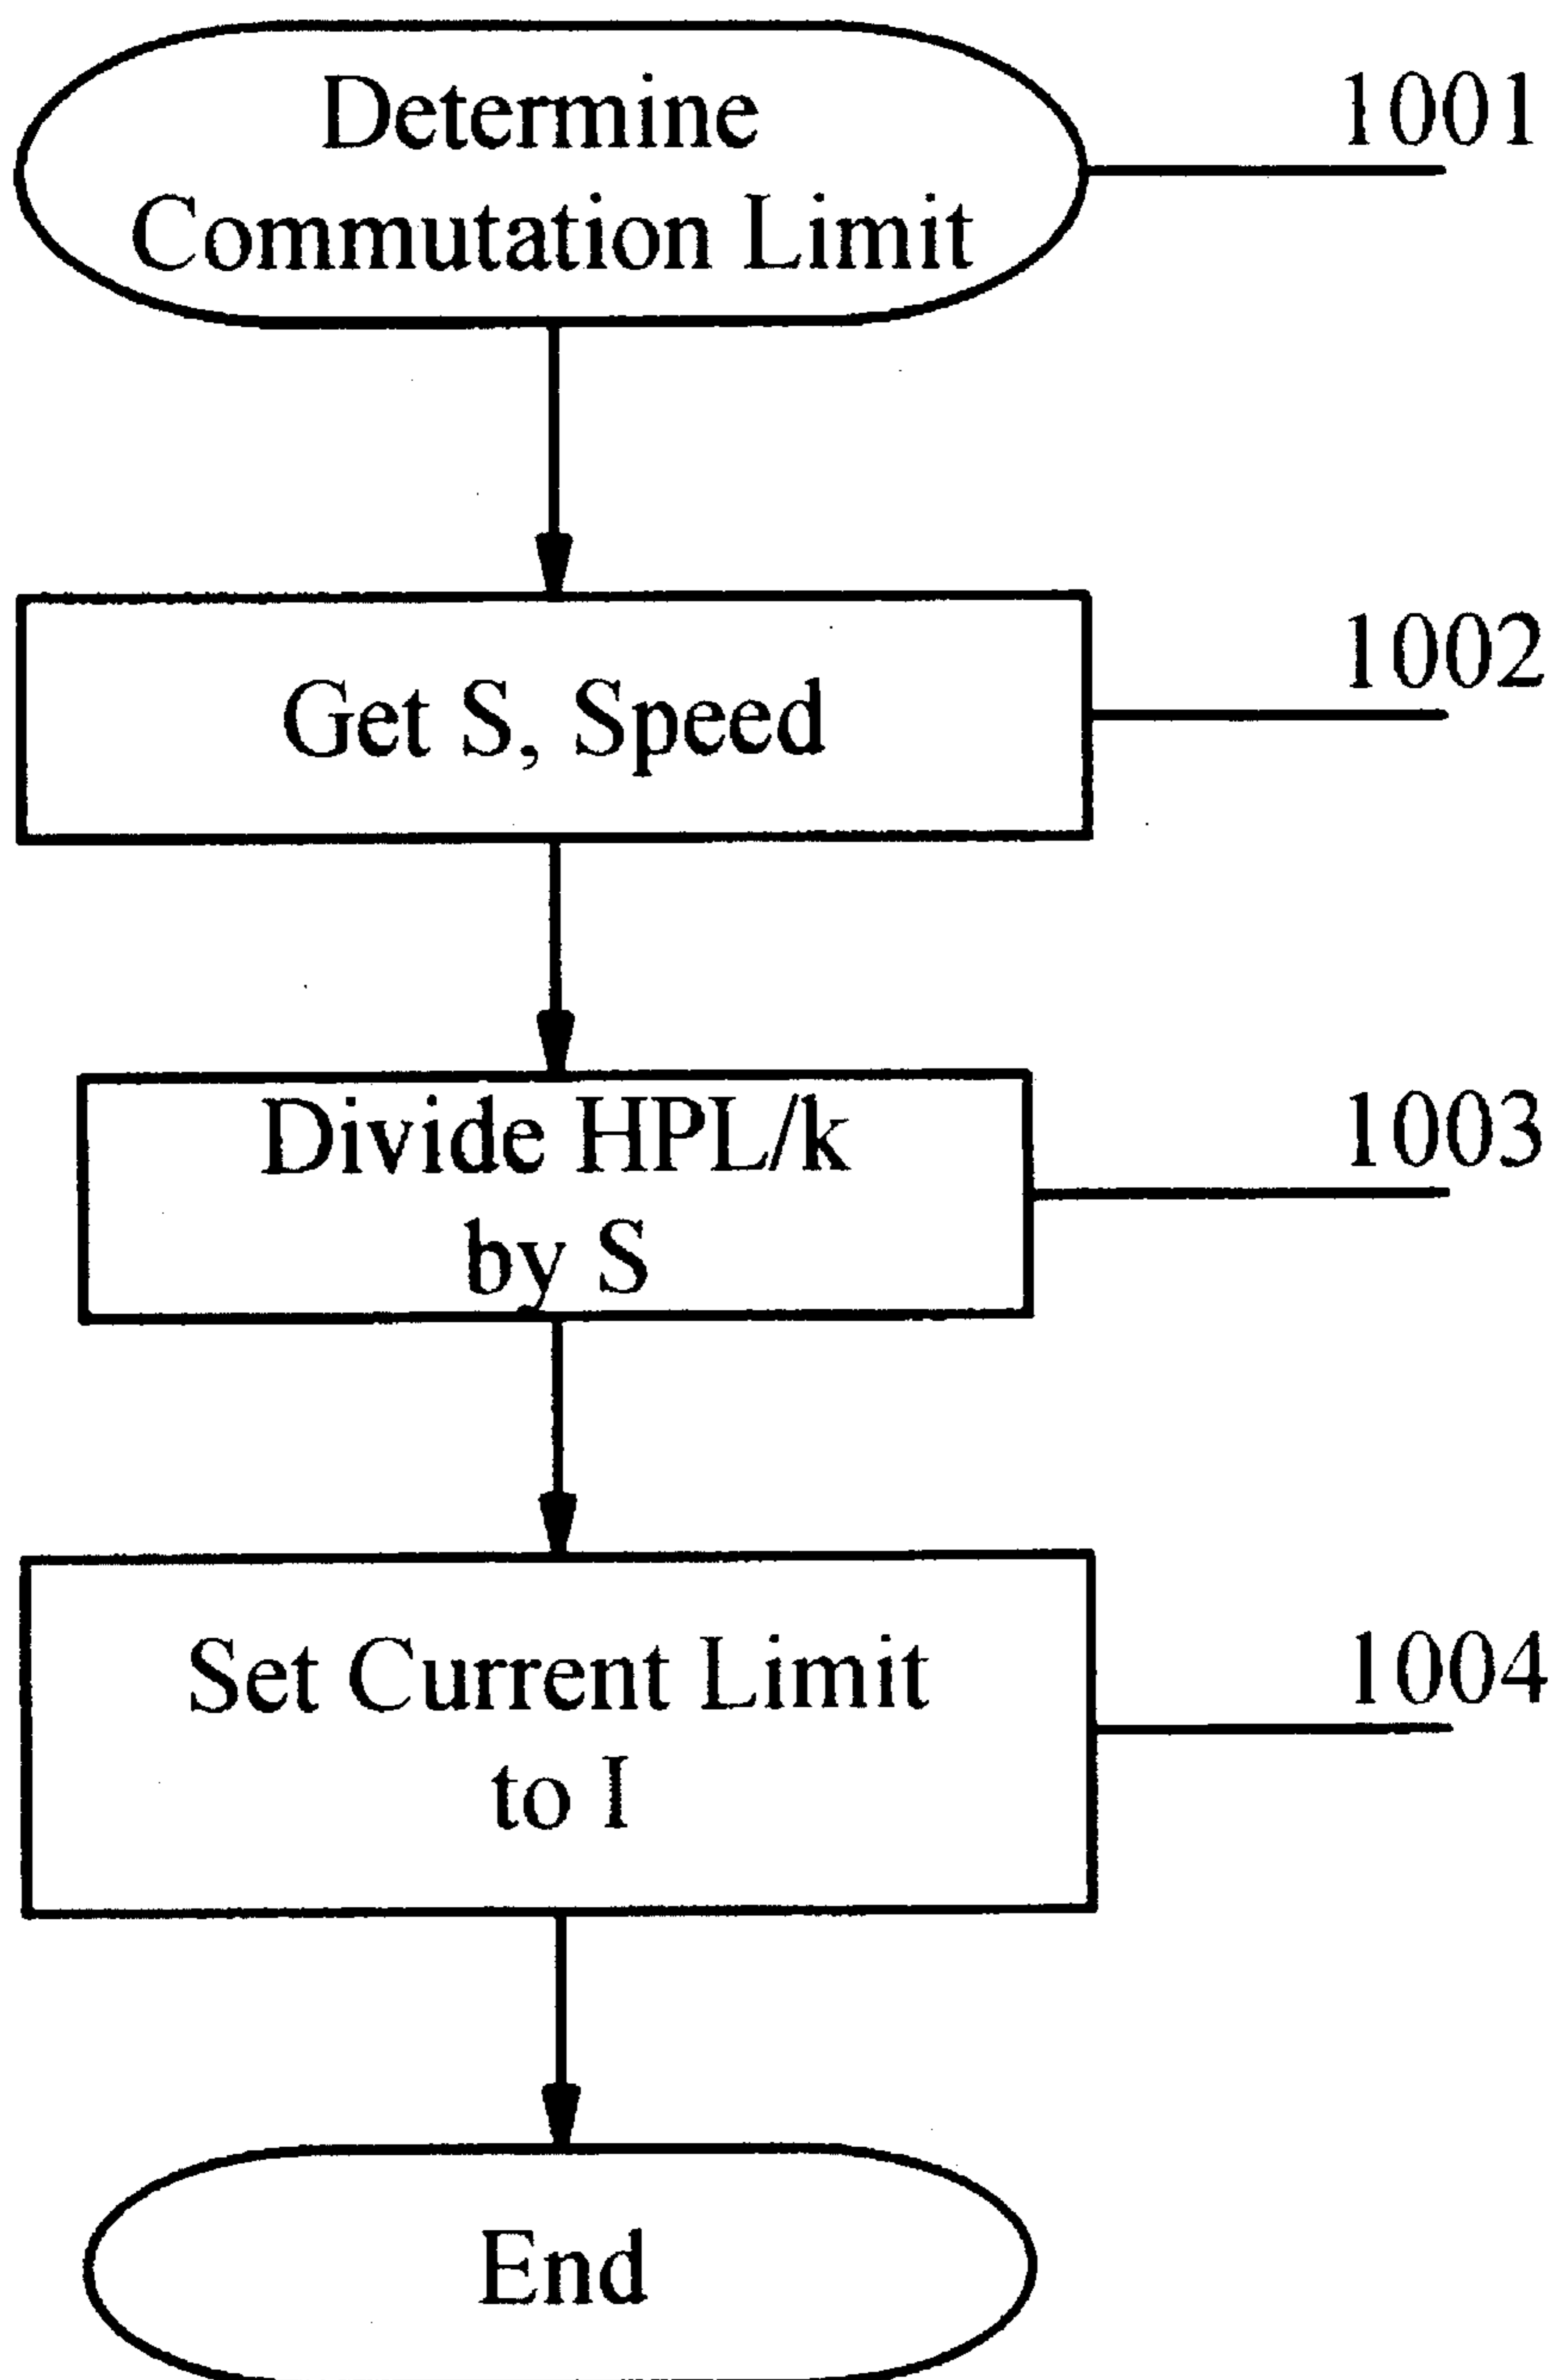 Determine
Commutation Limit
1001
Get S, Speed
1002
Divide HPL/k
by S
1003
Set Current Limit
to I
1004
End